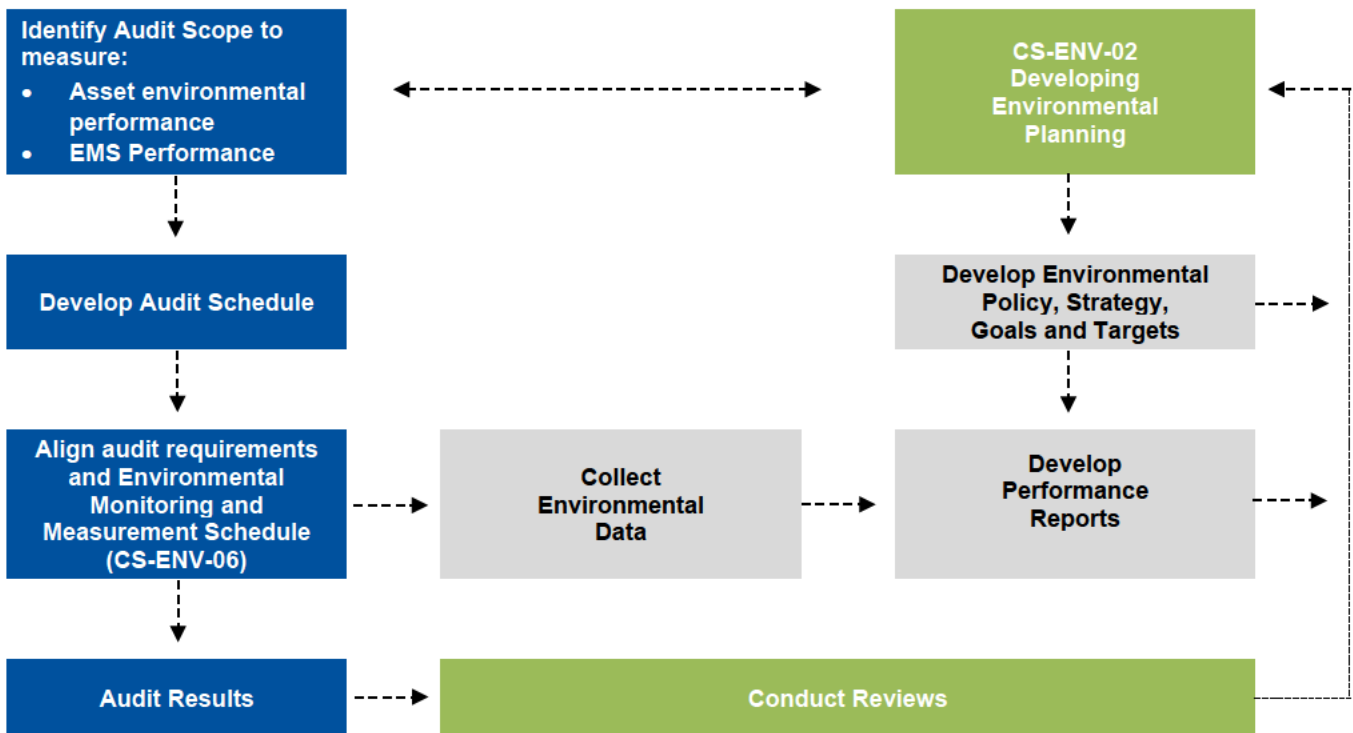 Identify Audit Scope to
measure:
• Asset environmental
performance
• EMS Performance
CS-ENV-02
Developing
Environmental
Planning
Develop Audit Schedule
Develop Environmental
Policy, Strategy,
Goals and Targets
Align audit requirements
and Environmental
Monitoring and
Measurement Schedule
(CS-ENV-06)
Collect
Environmental
Data
Develop
Performance
Reports
Audit Results
Conduct Reviews